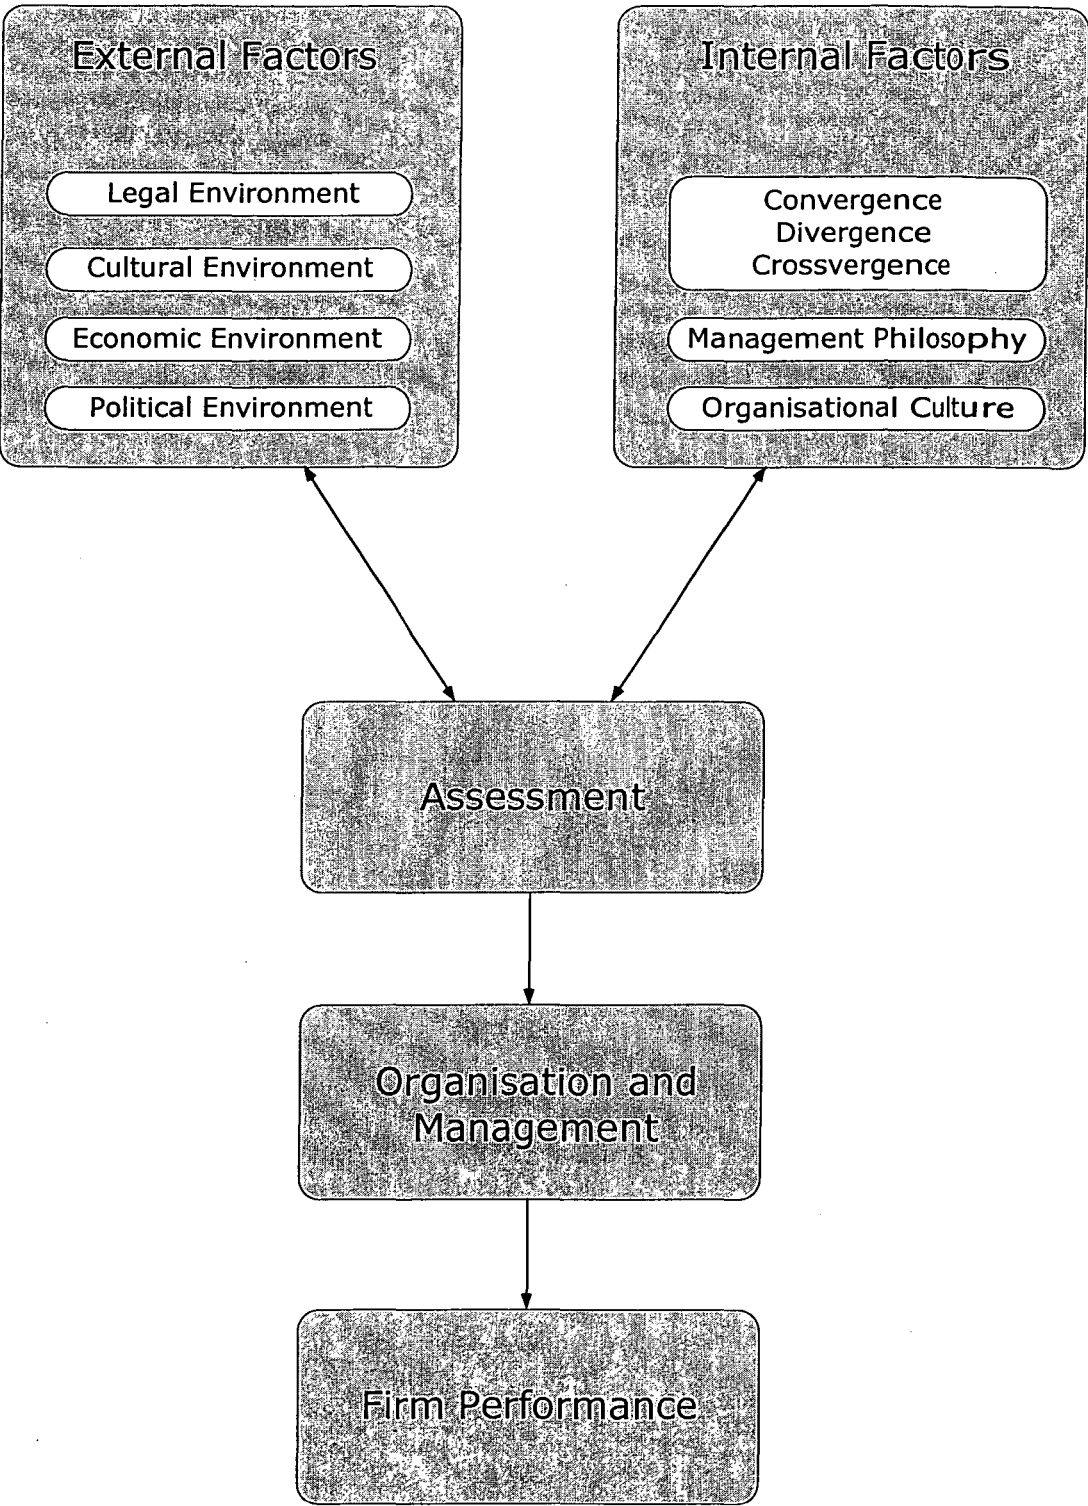 External Factors
Legal Environment
Cultural Environment
Economic Environment
Political Environment
Internal Factors
Convergence
Divergence
Crossvergence
Management Philosophy
Organisational Culture
Assessment
Organisation and
Management
Firm Performance